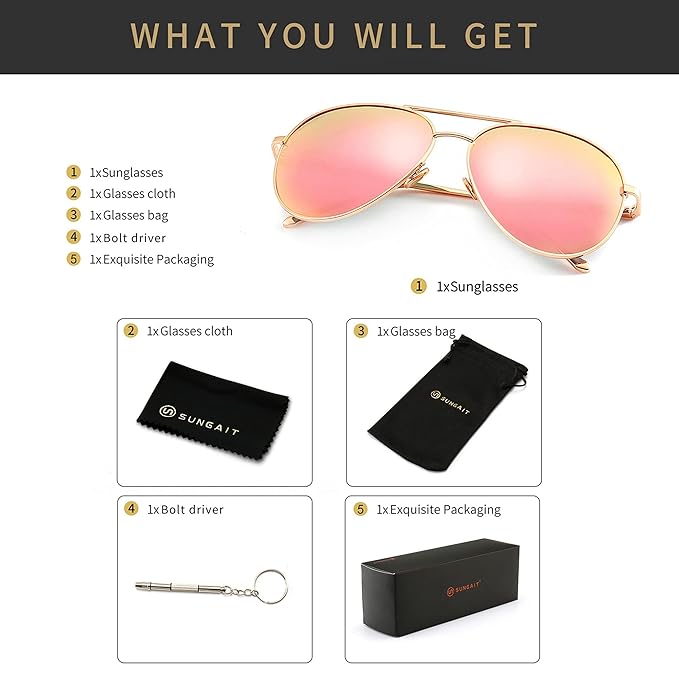 WHAT YOU WILL GET
1 1xSunglasses
2 1xGlasses cloth
3 1xGlasses bag
4 1xBolt driver
5 1xExquisite Packaging
1 1xSunglasses
2 1xGlasses cloth
3 1xGlasses bag
SUNGAIT
SUNGAIT
4 1xBolt driver
5 1xExquisite Packaging
SUNGAIT